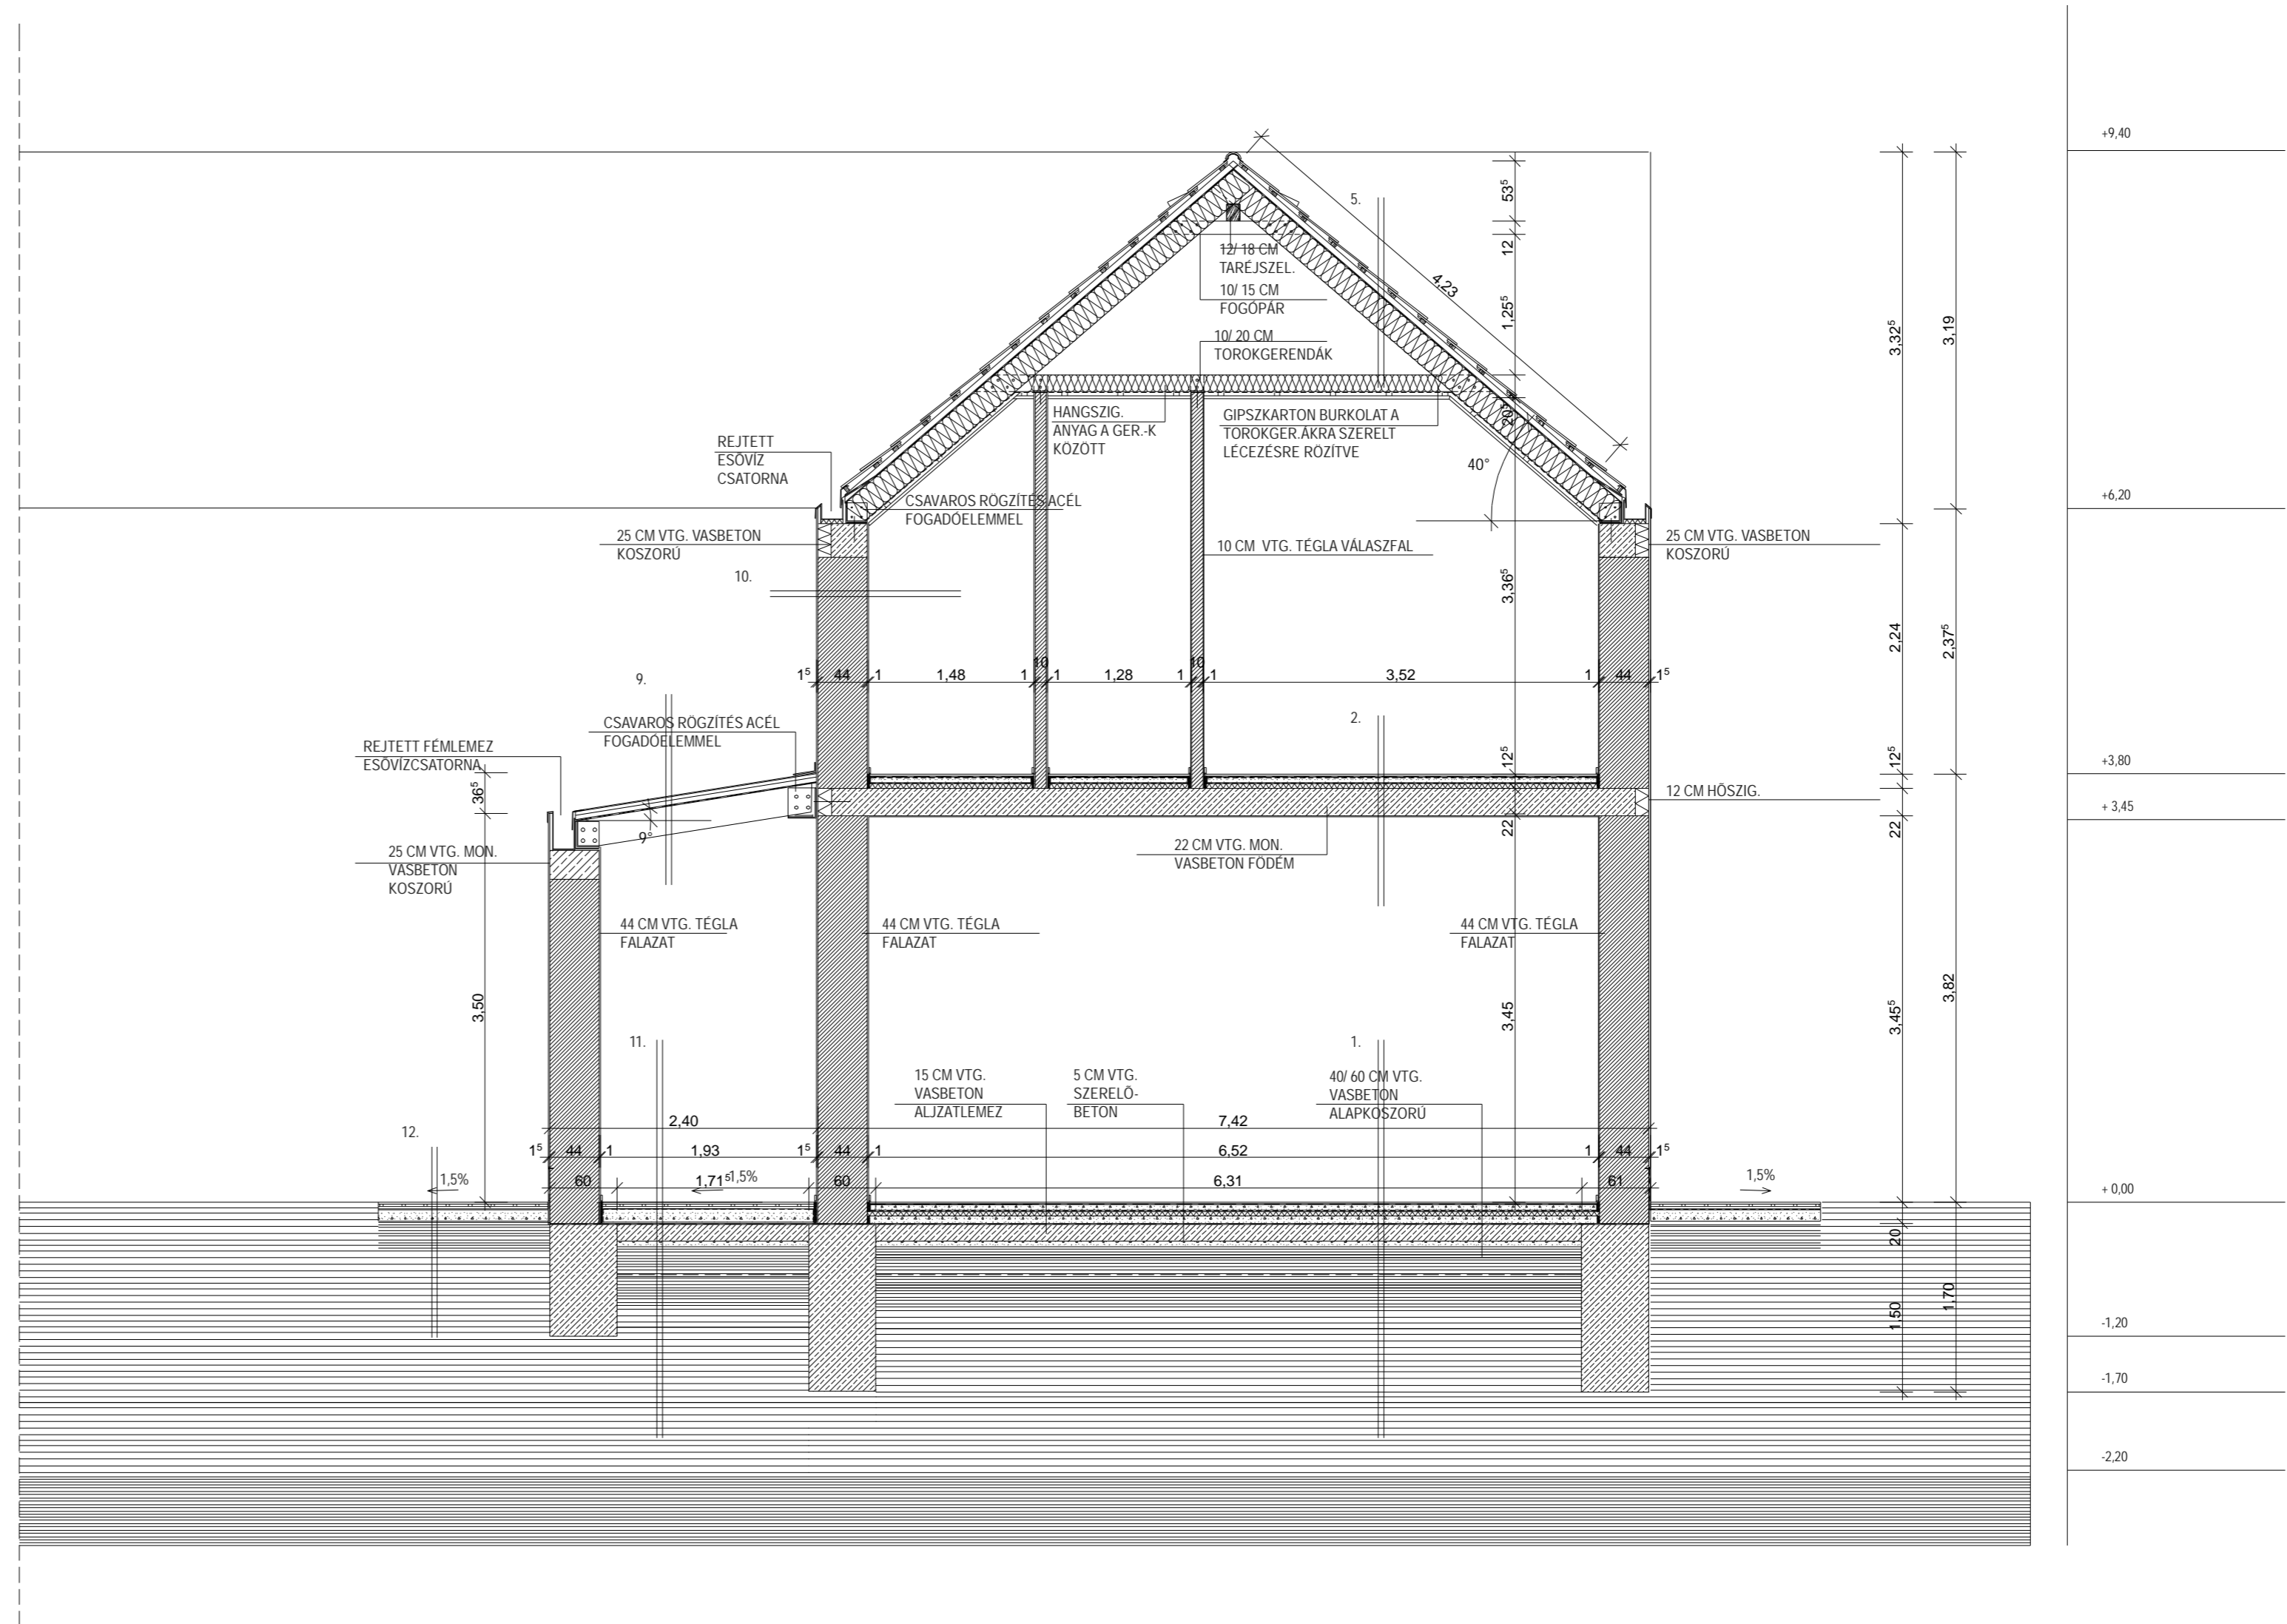 +9,40
5.
53⁵
12/ 18 CM
TARÉJSZEL.
12
4,23
10/ 15 CM
FOGÓPÁR
1,25⁵
3,32⁵
3,19
10/ 20 CM
TOROKGERENDÁK
HANGSZIG.
ANYAG A GER.-K
KÖZÖTT
GIPSZKARTON BURKOLAT A
TOROKGER.ÁKRA SZERELT
LÉCEZÉSRE RÖZÍTVE
20⁵
REJTETT
ESŐVÍZ
CSATORNA
40°
+6,20
CSAVAROS RÖGZÍTÉS ACÉL
FOGADÓELEMMEL
25 CM VTG. VASBETON
KOSZORÚ
10 CM VTG. TÉGLA VÁLASZFAL
25 CM VTG. VASBETON
KOSZORÚ
10.
3,36⁵
2,24
2,37⁵
1⁵ 44 1 1,48 1 10 1 1,28 1 10 1 3,52 1 44 1⁵
9.
2.
CSAVAROS RÖGZÍTÉS ACÉL
FOGADÓELEMMEL
REJTETT FÉMLEMEZ
ESŐVÍZCSATORNA
12⁵
12⁵
+3,80
36⁵
12 CM HŐSZIG.
+ 3,45
22
22
9°
22 CM VTG. MON.
VASBETON FÖDÉM
25 CM VTG. MON.
VASBETON
KOSZORÚ
44 CM VTG. TÉGLA
FALAZAT
44 CM VTG. TÉGLA
FALAZAT
44 CM VTG. TÉGLA
FALAZAT
3,50
3,45
3,45⁵
3,82
11.
1.
15 CM VTG.
VASBETON
ALJZATLEMEZ
5 CM VTG.
SZERELŐ-
BETON
40/ 60 CM VTG.
VASBETON
ALAPKOSZORÚ
2,40 7,42
12.
1⁵ 44 1 1,93 1⁵ 44 1 6,52 1 44 1⁵
1,5% 60 1,71⁵ 1,5% 60 6,31 61 1,5%
+ 0,00
20
1,50
1,70
-1,20
-1,70
-2,20